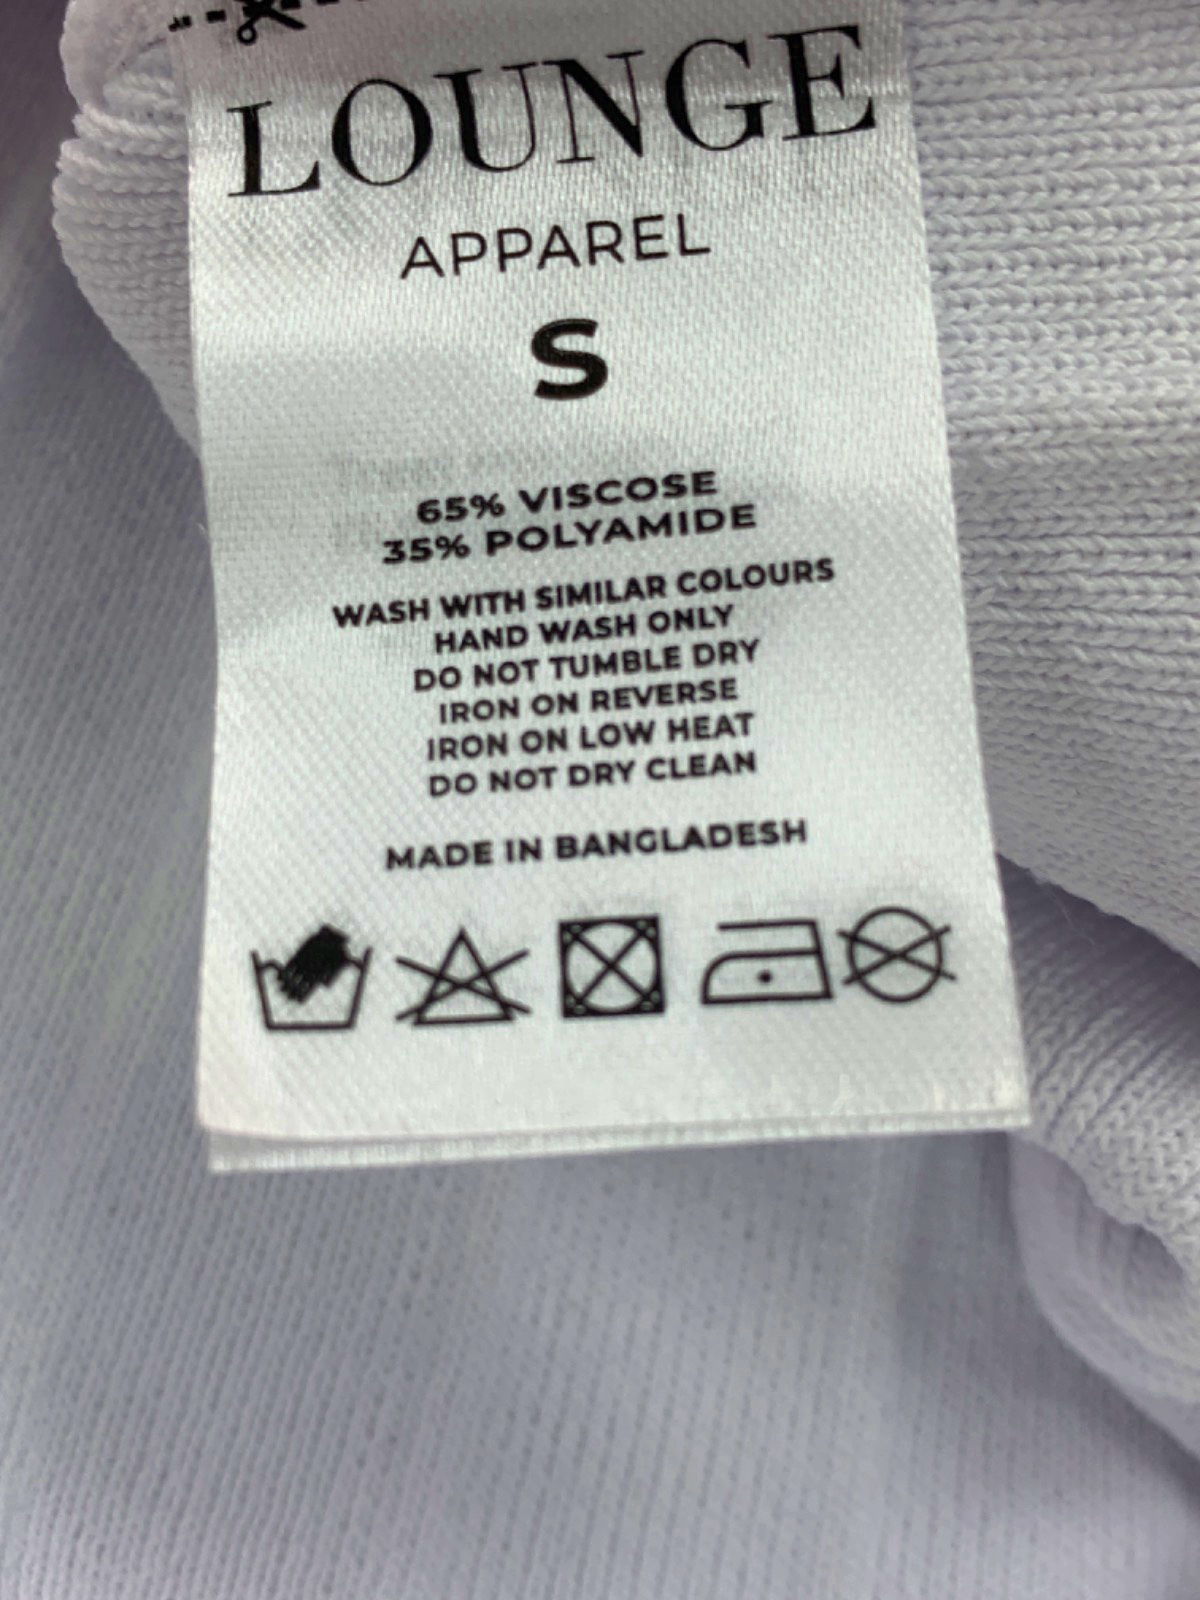 LOUNGE
APPAREL
S
65% VISCOSE
35% POLYAMIDE
WASH WITH SIMILAR COLOURS
HAND WASH ONLY
DO NOT TUMBLE DRY
IRON ON REVERSE
IRON ON LOW HEAT
DO NOT DRY CLEAN
MADE IN BANGLADESH